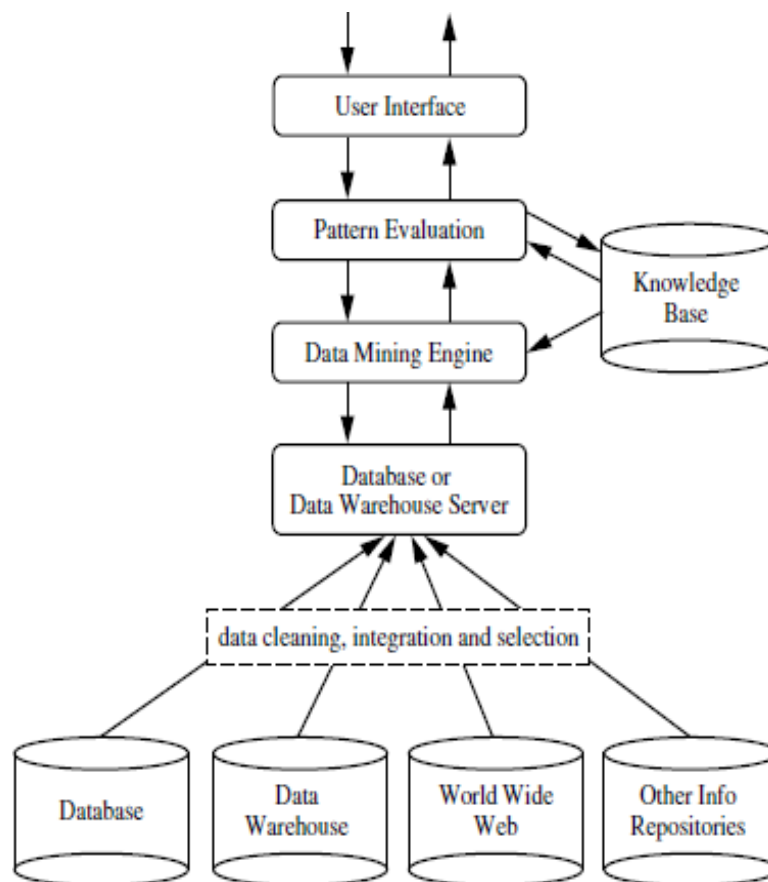 User Interface
Pattern Evaluation
Knowledge
Base
Data Mining Engine
Database or
Data Warehouse Server
data cleaning, integration and selection
Database
Data
Warehouse
World Wide
Web
Other Info
Repositories